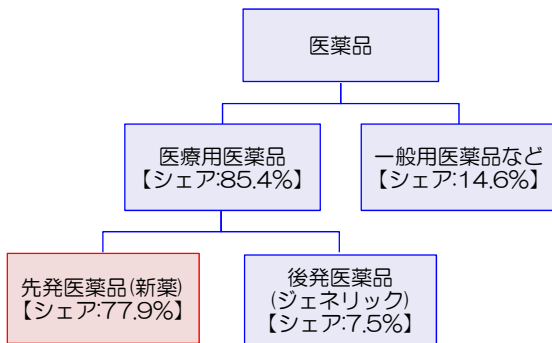 医薬品
医療用医薬品
【シェア:85.4%】
一般用医薬品など
【シェア:14.6%】
先発医薬品(新薬)
【シェア:77.9%】
後発医薬品
(ジェネリック)
【シェア:7.5%】